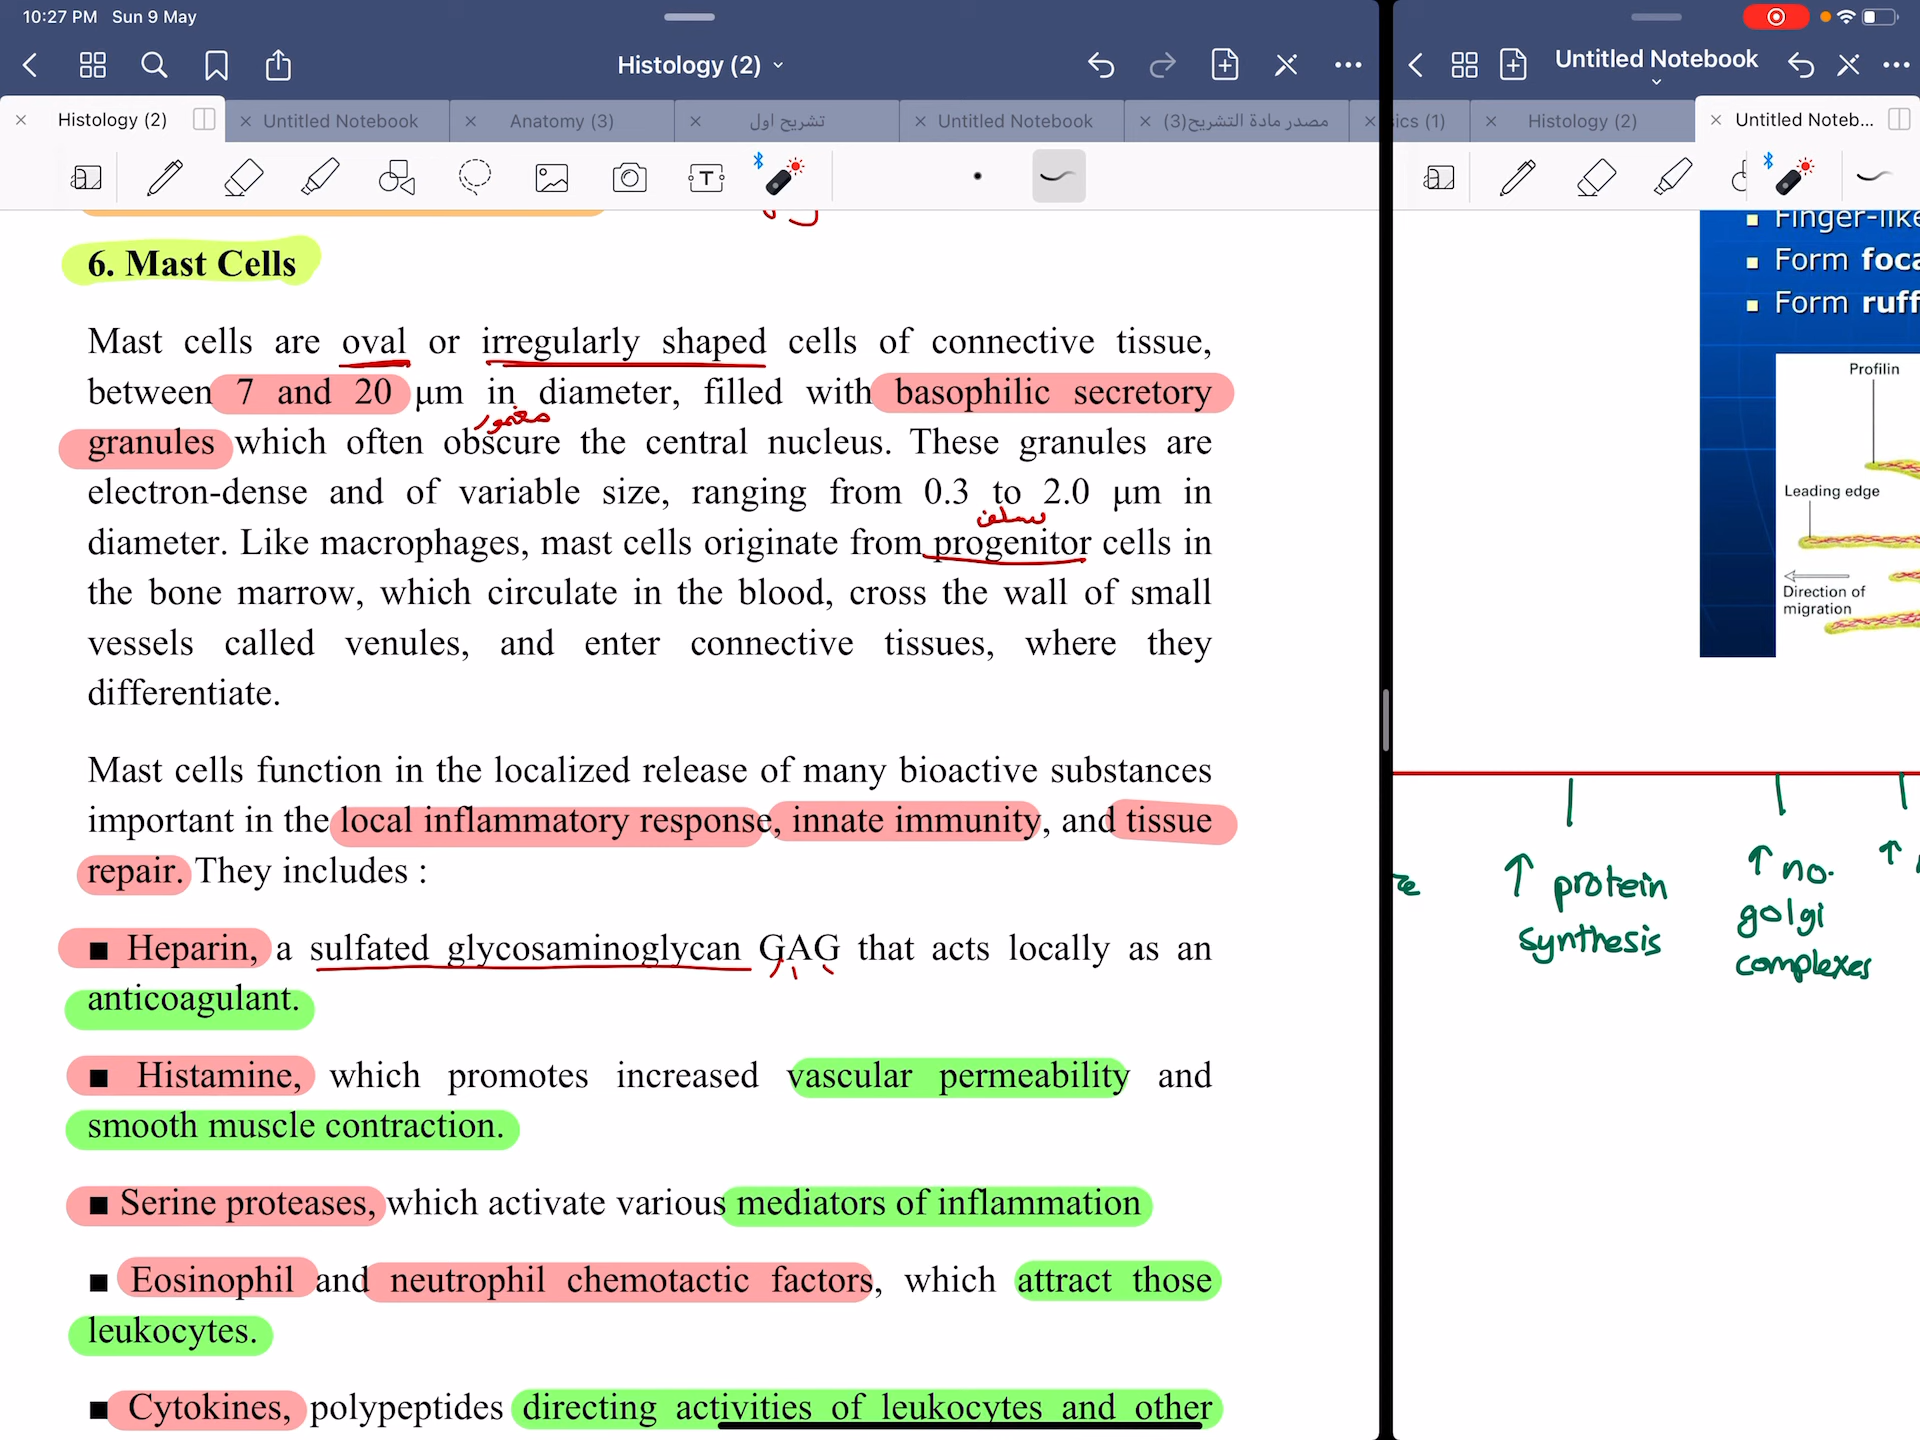 10:27 PM Sun 9 May
Histology (2)
Untitled Notebook
Histology (2)
Untitled Notebook
Anatomy (3)
تشريح اول
Untitled Notebook
مصدر مادة التشريح(3)
ics (1)
Histology (2)
Untitled Noteb...
6. Mast Cells
Mast cells are oval or irregularly shaped cells of connective tissue,
between 7 and 20 μm in diameter, filled with basophilic secretory
مغمور
granules which often obscure the central nucleus. These granules are
electron-dense and of variable size, ranging from 0.3 to 2.0 μm in
سلف
diameter. Like macrophages, mast cells originate from progenitor cells in
the bone marrow, which circulate in the blood, cross the wall of small
vessels called venules, and enter connective tissues, where they
differentiate.
Mast cells function in the localized release of many bioactive substances
important in the local inflammatory response, innate immunity, and tissue
repair. They includes :
■ Heparin, a sulfated glycosaminoglycan GAG that acts locally as an
anticoagulant.
■ Histamine, which promotes increased vascular permeability and
smooth muscle contraction.
■ Serine proteases, which activate various mediators of inflammation
■ Eosinophil and neutrophil chemotactic factors, which attract those
leukocytes.
■ Cytokines, polypeptides directing activities of leukocytes and other
Finger-like
Form foca
Form ruff
Profilin
Leading edge
Direction of
migration
↑ protein
synthesis
↑ no.
golgi
complexes
↑